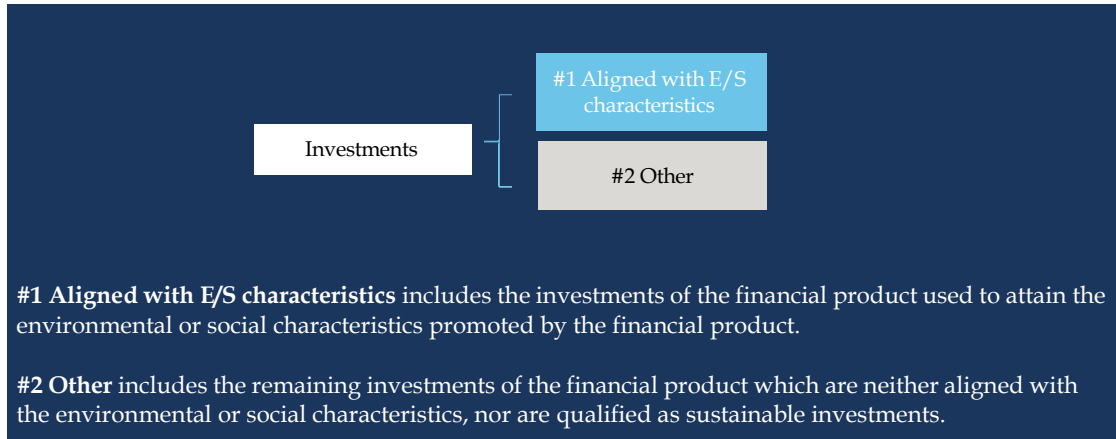 #1 Aligned with E/S
characteristics
Investments
#2 Other
#1 Aligned with E/S characteristics includes the investments of the financial product used to attain the
environmental or social characteristics promoted by the financial product.
#2 Other includes the remaining investments of the financial product which are neither aligned with
the environmental or social characteristics, nor are qualified as sustainable investments.